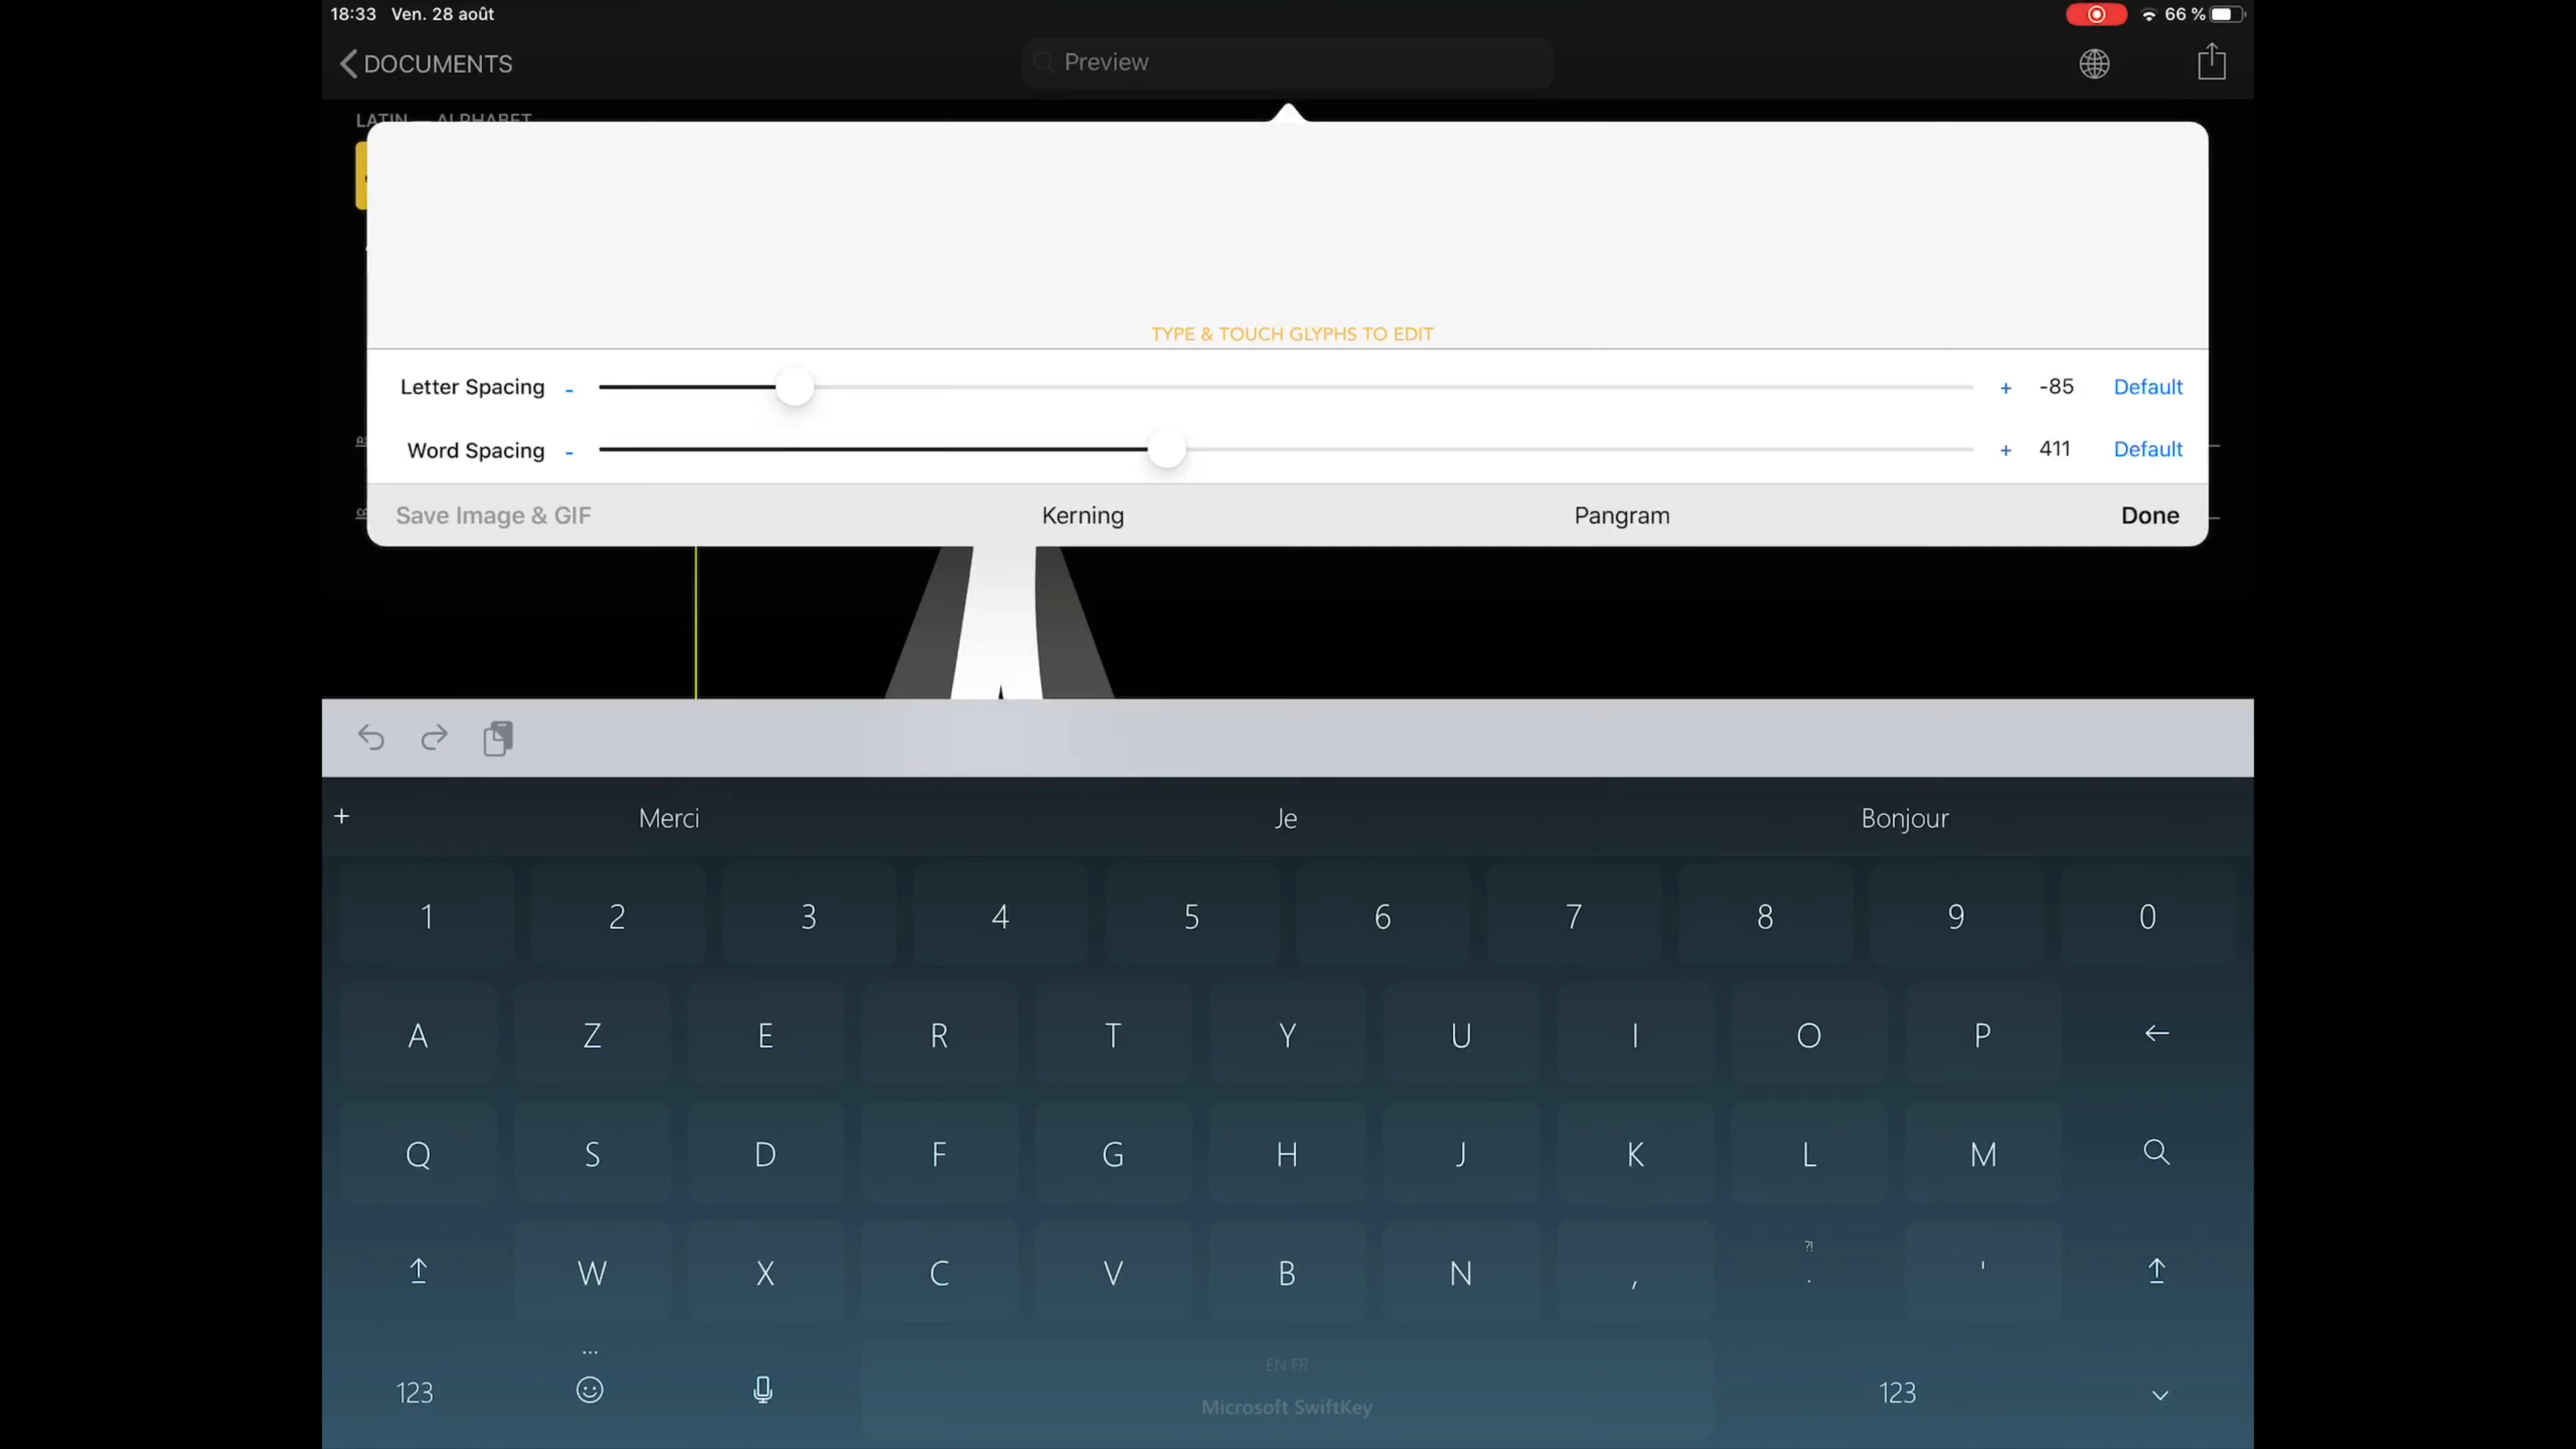 18:33 Ven. 28 août 66 %
DOCUMENTS Preview
LATIN — ALPHABET
TYPE & TOUCH GLYPHS TO EDIT
Letter Spacing - + -85 Default
Word Spacing - + 411 Default
Save Image & GIF Kerning Pangram Done
+ Merci Je Bonjour
1 2 3 4 5 6 7 8 9 0
A Z E R T Y U I O P
Q S D F G H J K L M
?!
W X C V B N , . '
...
EN FR
123 123
Microsoft SwiftKey